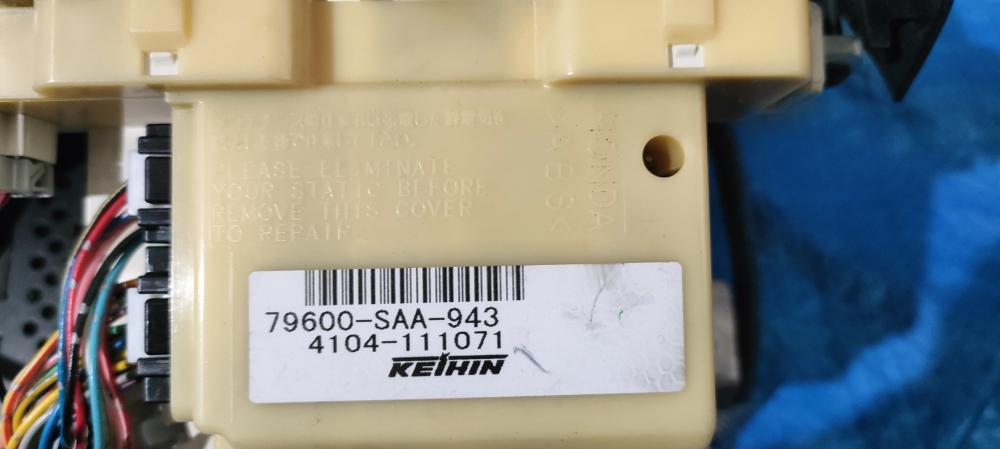 PLEASE ELIMINATE
YOUR STATIC BEFORE
REMOVE THIS COVER
TO REPAIR.
HONDA
79600-SAA-943
4104-111071
KEIHIN